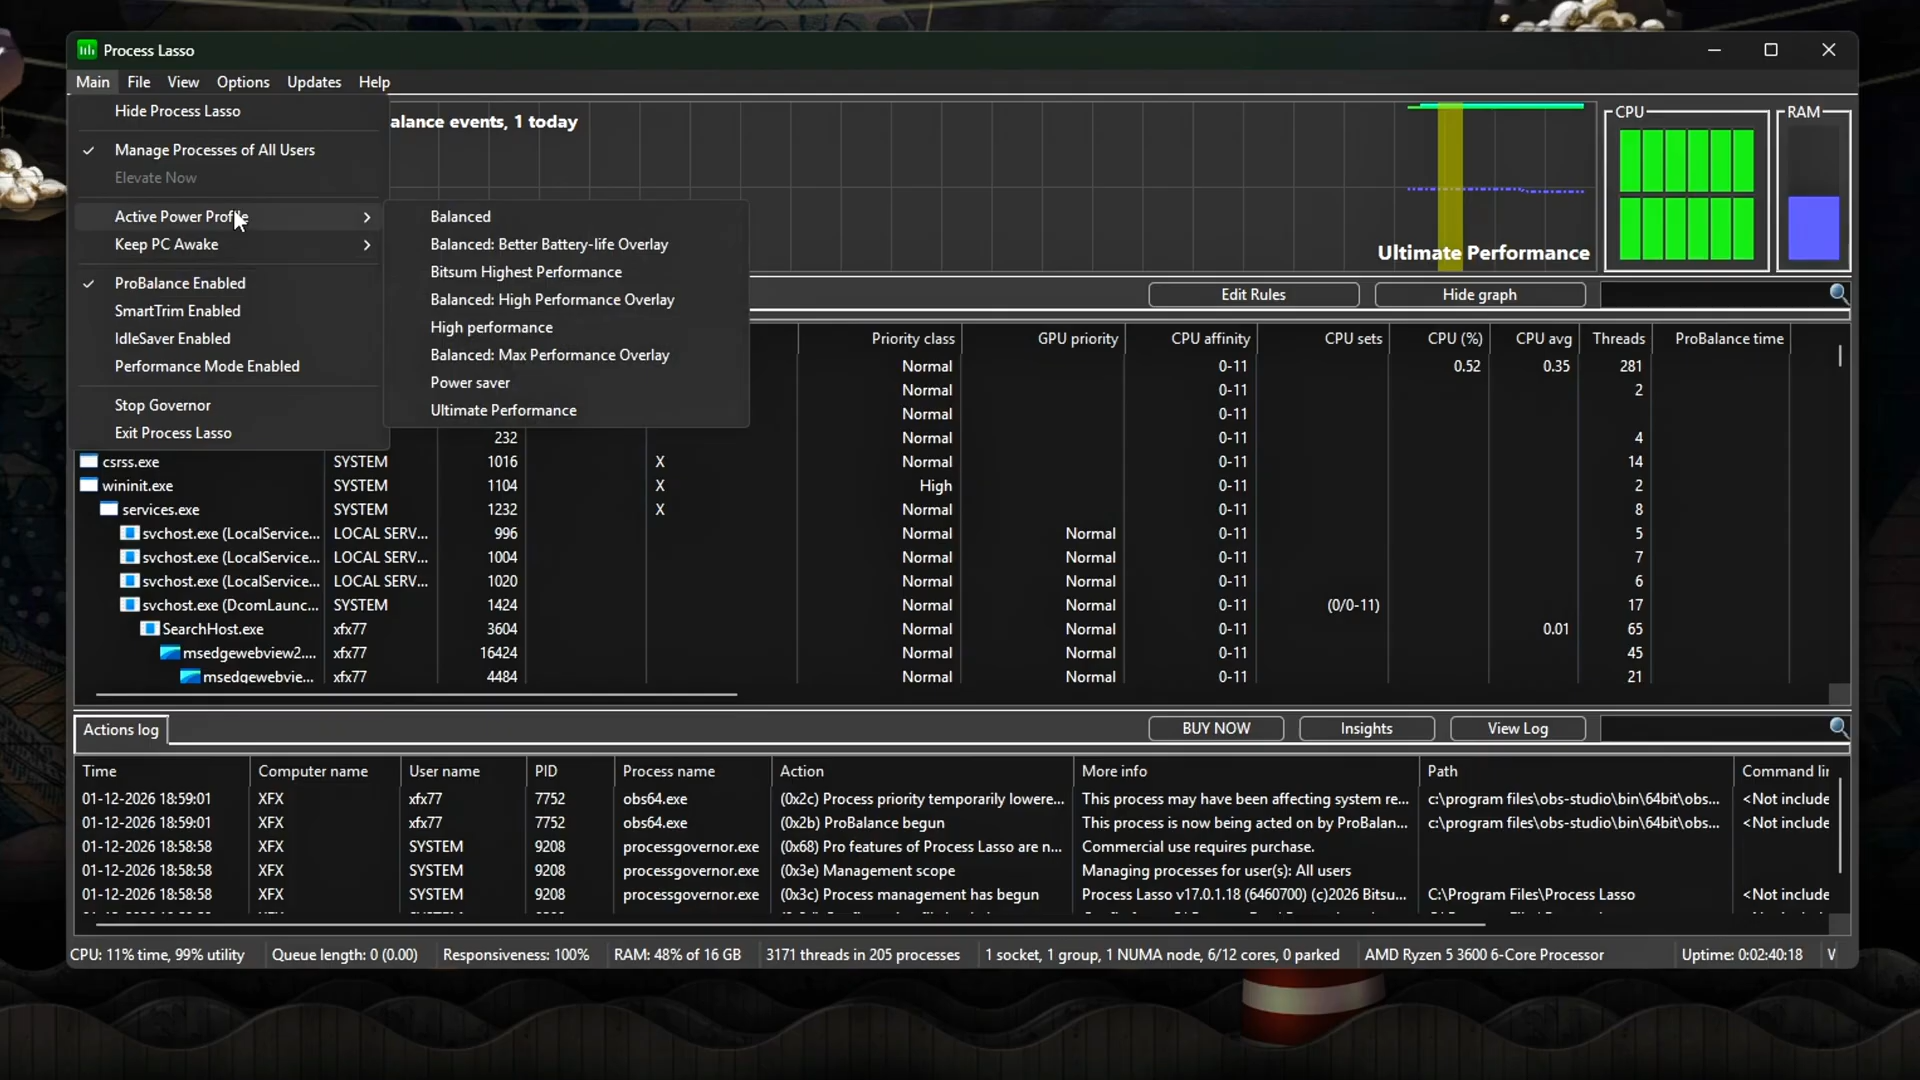 Process Lasso
Main File View Options Updates Help
Hide Process Lasso
Manage Processes of All Users
Elevate Now
Active Power Profile
Keep PC Awake
ProBalance Enabled
SmartTrim Enabled
IdleSaver Enabled
Performance Mode Enabled
Stop Governor
Exit Process Lasso
Balanced
Balanced: Better Battery-life Overlay
Bitsum Highest Performance
Balanced: High Performance Overlay
High performance
Balanced: Max Performance Overlay
Power saver
Ultimate Performance
alance events, 1 today
Ultimate Performance
CPU
RAM
Edit Rules Hide graph
Priority class GPU priority CPU affinity CPU sets CPU (%) CPU avg Threads ProBalance time
Normal 0-11 0.52 0.35 281
Normal 0-11 2
Normal 0-11
232 Normal 0-11 4
csrss.exe SYSTEM 1016 X Normal 0-11 14
wininit.exe SYSTEM 1104 X High 0-11 2
services.exe SYSTEM 1232 X Normal 0-11 8
svchost.exe (LocalService... LOCAL SERV... 996 Normal Normal 0-11 5
svchost.exe (LocalService... LOCAL SERV... 1004 Normal Normal 0-11 7
svchost.exe (LocalService... LOCAL SERV... 1020 Normal Normal 0-11 6
svchost.exe (DcomLaunc... SYSTEM 1424 Normal Normal 0-11 (0/0-11) 17
SearchHost.exe xfx77 3604 Normal Normal 0-11 0.01 65
msedgewebview2.... xfx77 16424 Normal Normal 0-11 45
msedgewebvie... xfx77 4484 Normal Normal 0-11 21
Actions log BUY NOW Insights View Log
Time Computer name User name PID Process name Action More info Path Command lin
01-12-2026 18:59:01 XFX xfx77 7752 obs64.exe (0x2c) Process priority temporarily lowere... This process may have been affecting system re... c:\program files\obs-studio\bin\64bit\obs... <Not include
01-12-2026 18:59:01 XFX xfx77 7752 obs64.exe (0x2b) ProBalance begun This process is now being acted on by ProBalan... c:\program files\obs-studio\bin\64bit\obs... <Not include
01-12-2026 18:58:58 XFX SYSTEM 9208 processgovernor.exe (0x68) Pro features of Process Lasso are n... Commercial use requires purchase.
01-12-2026 18:58:58 XFX SYSTEM 9208 processgovernor.exe (0x3e) Management scope Managing processes for user(s): All users
01-12-2026 18:58:58 XFX SYSTEM 9208 processgovernor.exe (0x3c) Process management has begun Process Lasso v17.0.1.18 (6460700) (c)2026 Bitsu... C:\Program Files\Process Lasso <Not include
CPU: 11% time, 99% utility Queue length: 0 (0.00) Responsiveness: 100% RAM: 48% of 16 GB 3171 threads in 205 processes 1 socket, 1 group, 1 NUMA node, 6/12 cores, 0 parked AMD Ryzen 5 3600 6-Core Processor Uptime: 0:02:40:18